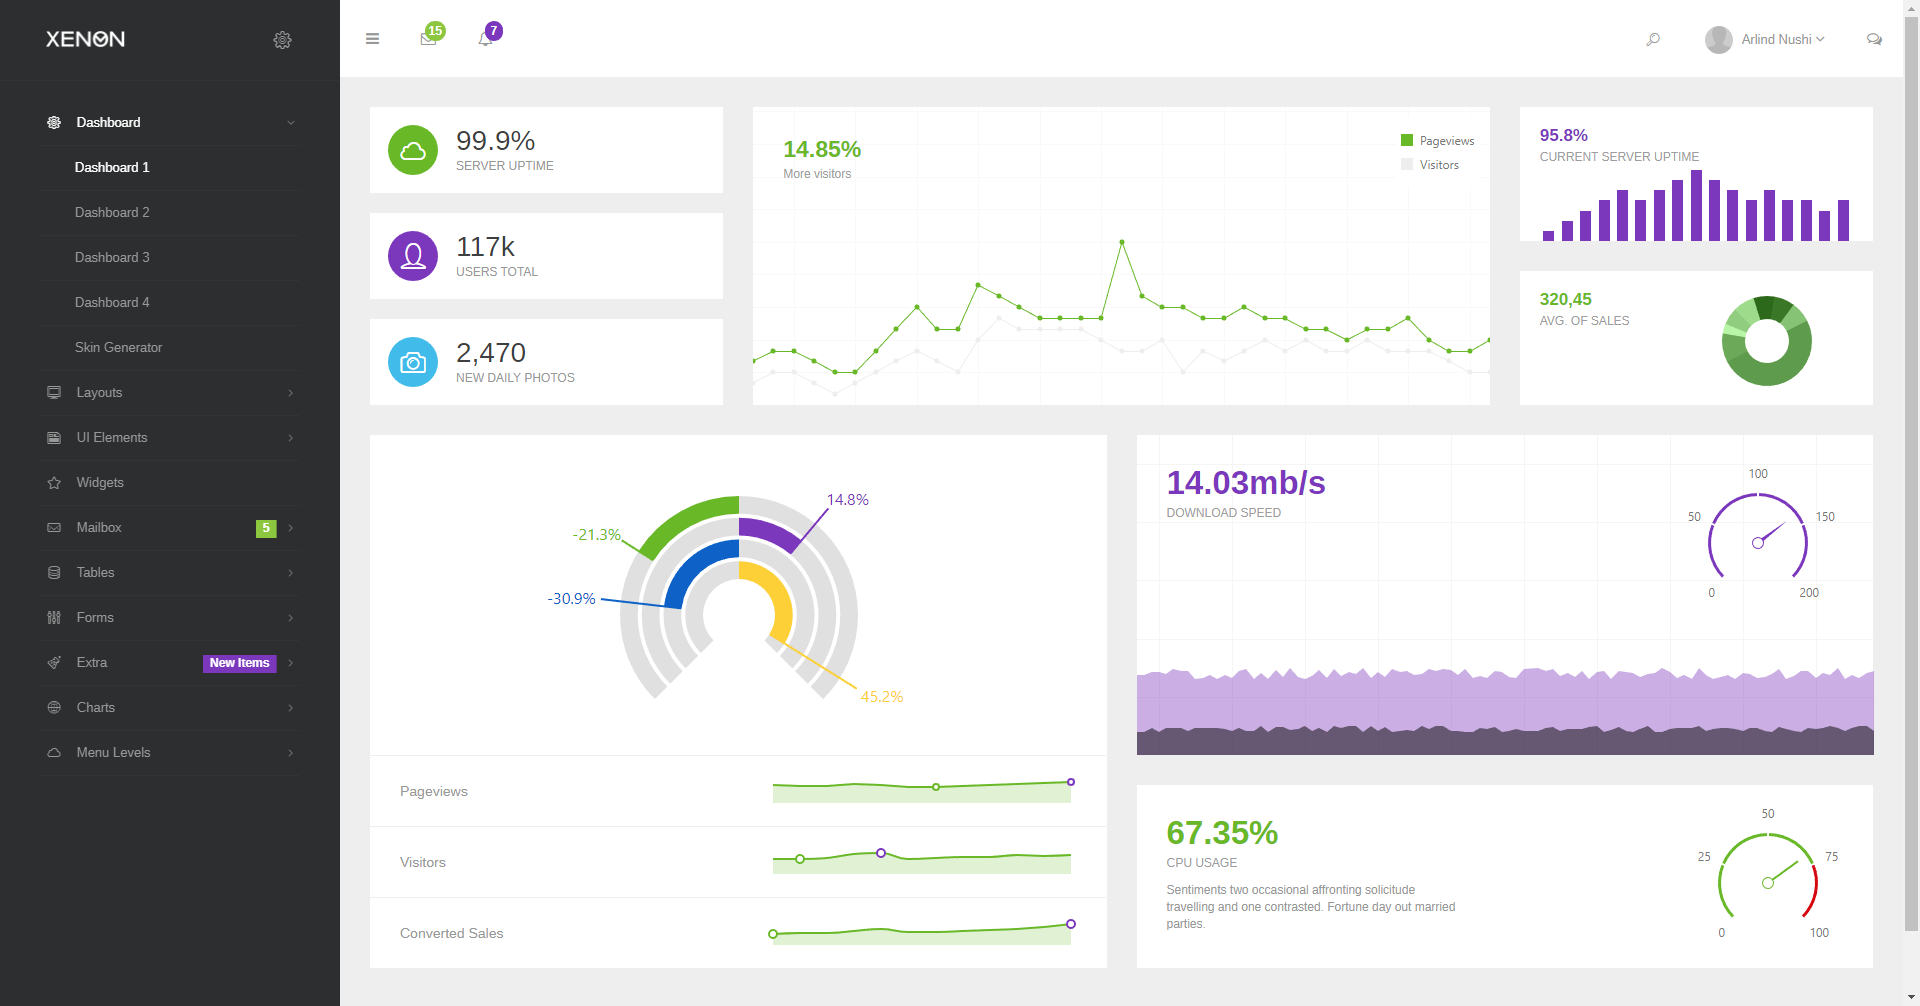 XENON
15
7
Arlind Nushi
Dashboard
Dashboard 1
Dashboard 2
Dashboard 3
Dashboard 4
Skin Generator
Layouts
UI Elements
Widgets
Mailbox 5
Tables
Forms
Extra New Items
Charts
Menu Levels
99.9%
SERVER UPTIME
117k
USERS TOTAL
2,470
NEW DAILY PHOTOS
14.85%
More visitors
Pageviews
Visitors
95.8%
CURRENT SERVER UPTIME
320,45
AVG. OF SALES
14.8%
-21.3%
-30.9%
45.2%
Pageviews
Visitors
Converted Sales
14.03mb/s
DOWNLOAD SPEED
100
50
150
0
200
67.35%
CPU USAGE
Sentiments two occasional affronting solicitude
travelling and one contrasted. Fortune day out married
parties.
50
25
75
0
100